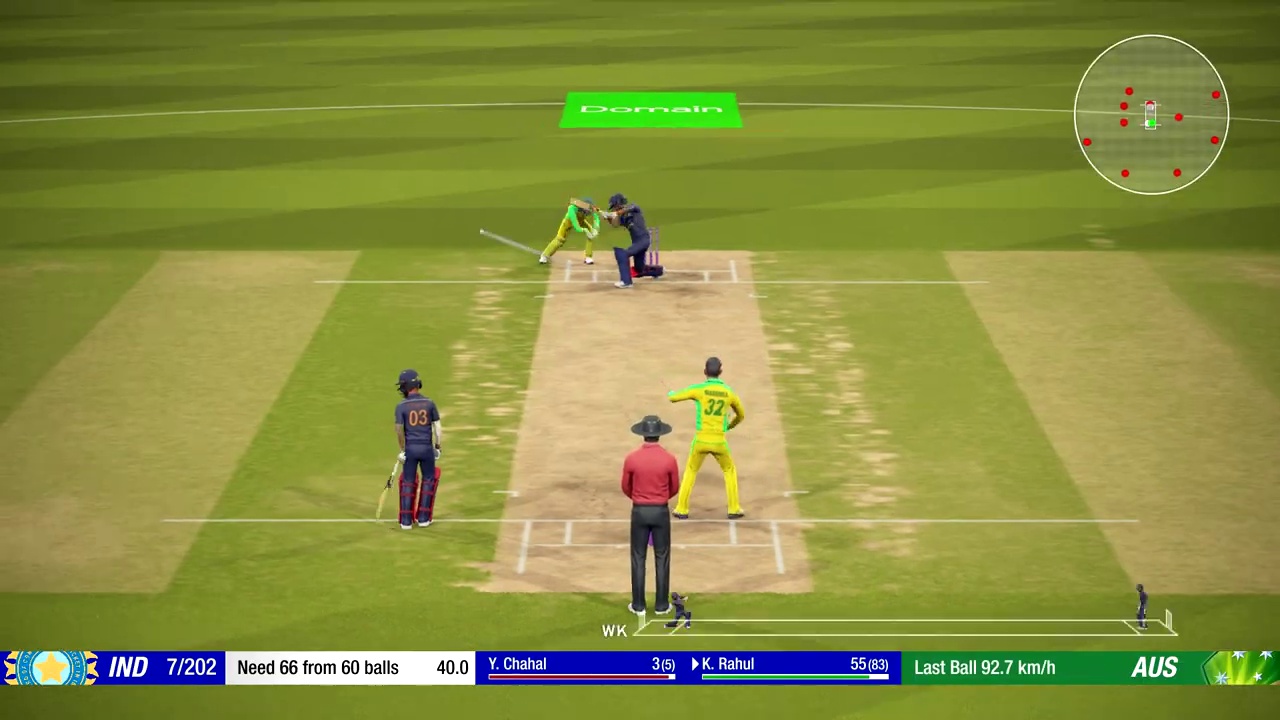 Domain
03
32
WK
IND 7/202 Need 66 from 60 balls 40.0 Y. Chahal 3(5) K. Rahul 55(83) Last Ball 92.7 km/h AUS